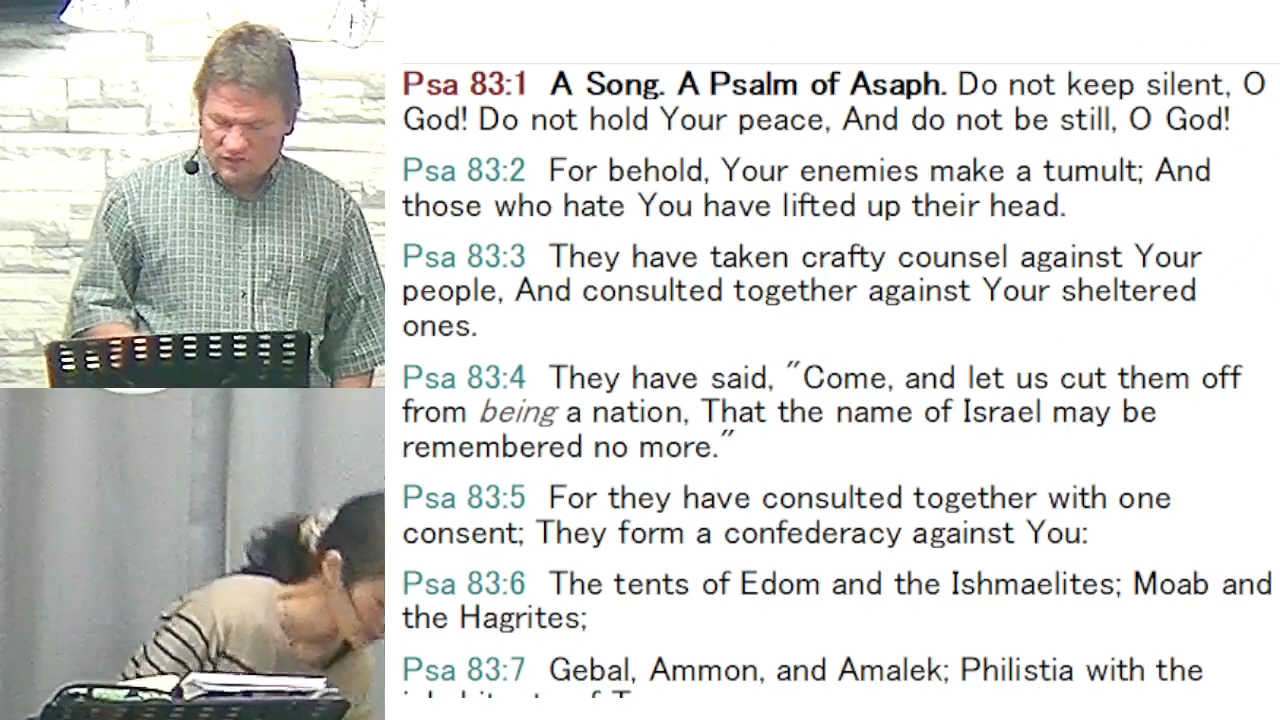 Psa 83:1 A Song. A Psalm of Asaph. Do not keep silent, O
God! Do not hold Your peace, And do not be still, O God!
Psa 83:2 For behold, Your enemies make a tumult; And
those who hate You have lifted up their head.
Psa 83:3 They have taken crafty counsel against Your
people, And consulted together against Your sheltered
ones.
Psa 83:4 They have said, "Come, and let us cut them off
from being a nation, That the name of Israel may be
remembered no more."
Psa 83:5 For they have consulted together with one
consent; They form a confederacy against You:
Psa 83:6 The tents of Edom and the Ishmaelites; Moab and
the Hagrites;
Psa 83:7 Gebal, Ammon, and Amalek; Philistia with the